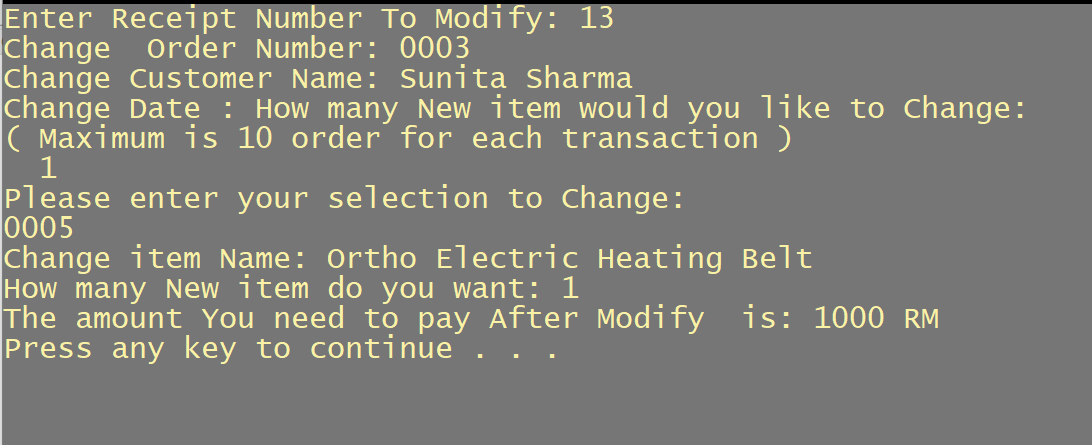 Enter Receipt Number To Modify: 13
Change  Order Number: 0003
Change Customer Name: Sunita Sharma
Change Date : How many New item would you like to Change:
( Maximum is 10 order for each transaction )
  1
Please enter your selection to Change:
0005
Change item Name: Ortho Electric Heating Belt
How many New item do you want: 1
The amount You need to pay After Modify  is: 1000 RM
Press any key to continue . . .